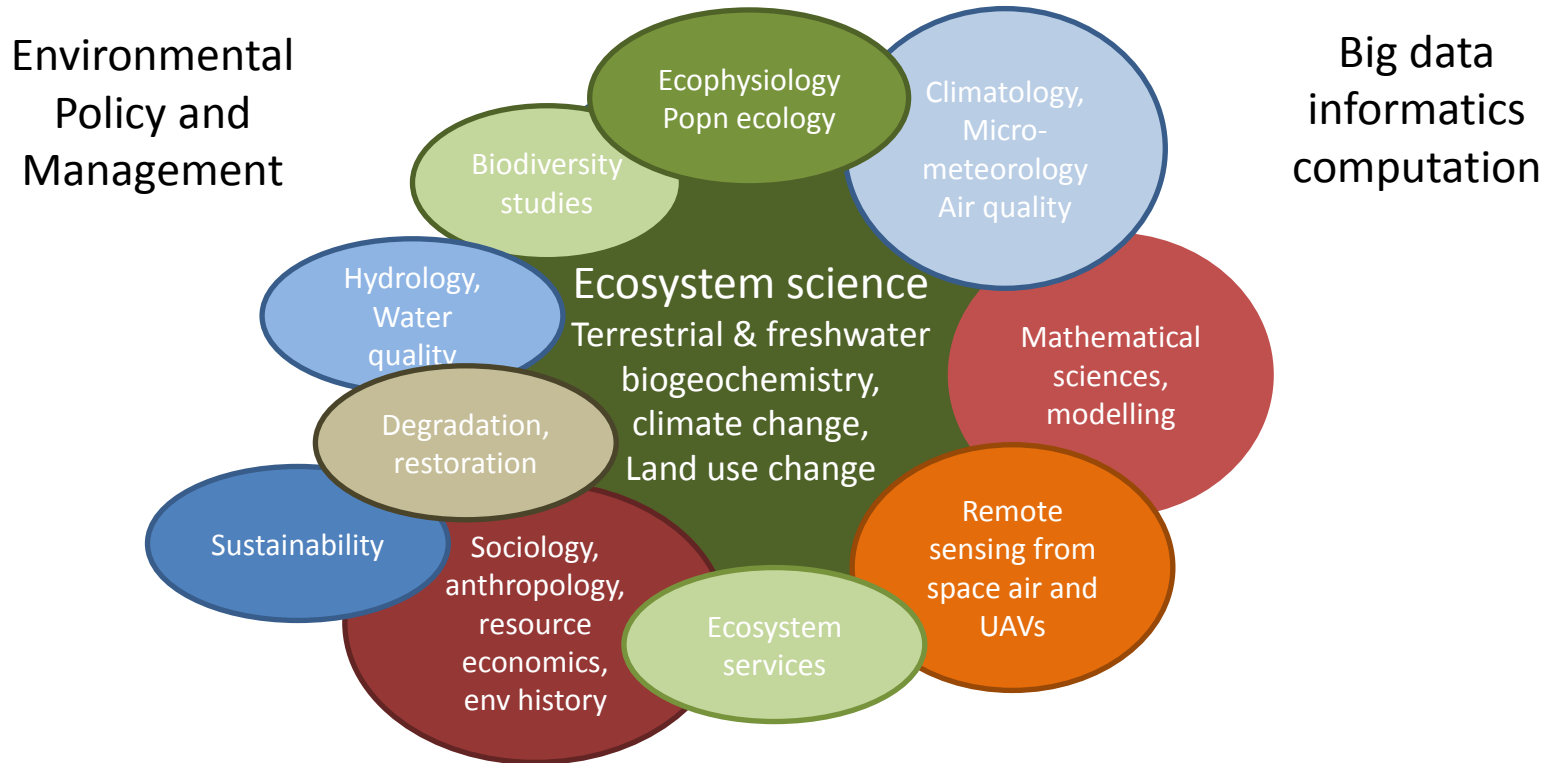 Environmental
Policy and
Management
Big data
informatics
computation
Ecophysiology
Popn ecology
Climatology,
Micro-
meteorology
Air quality
Biodiversity
studies
Hydrology,
Water
quality
Ecosystem science
Terrestrial & freshwater
biogeochemistry,
climate change,
Land use change
Mathematical
sciences,
modelling
Degradation,
restoration
Remote
sensing from
space air and
UAVs
Sustainability
Sociology,
anthropology,
resource
economics,
env history
Ecosystem
services